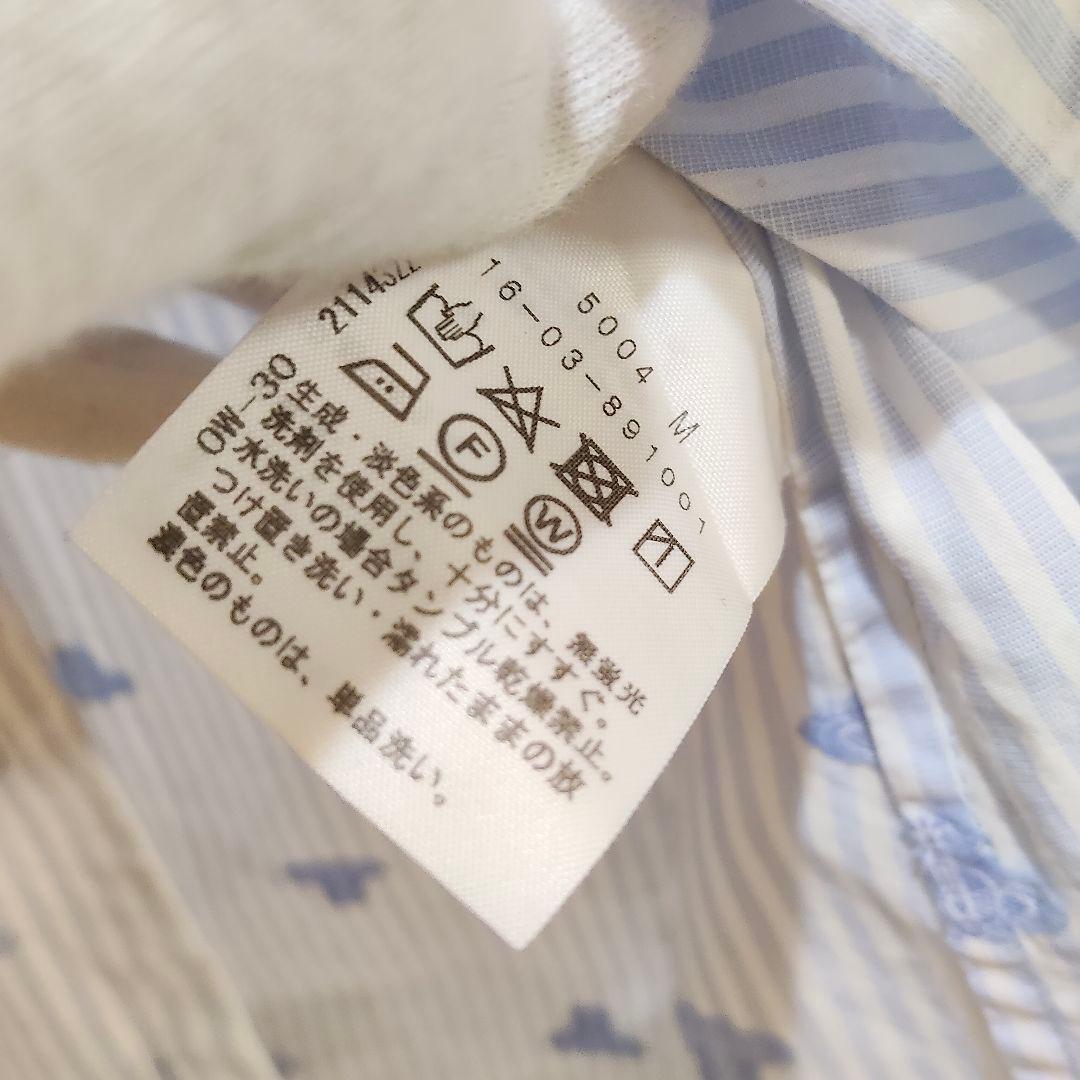 5004 M
16-03-891001
2114322
F
W
OW-30
生成・淡色系のものは、無蛍光
洗剤を使用し、十分にすすぐ。
水洗いの場合タンブル乾燥禁止。
つけ置き洗い・濡れたままの放
置禁止。
濃色のものは、単品洗い。